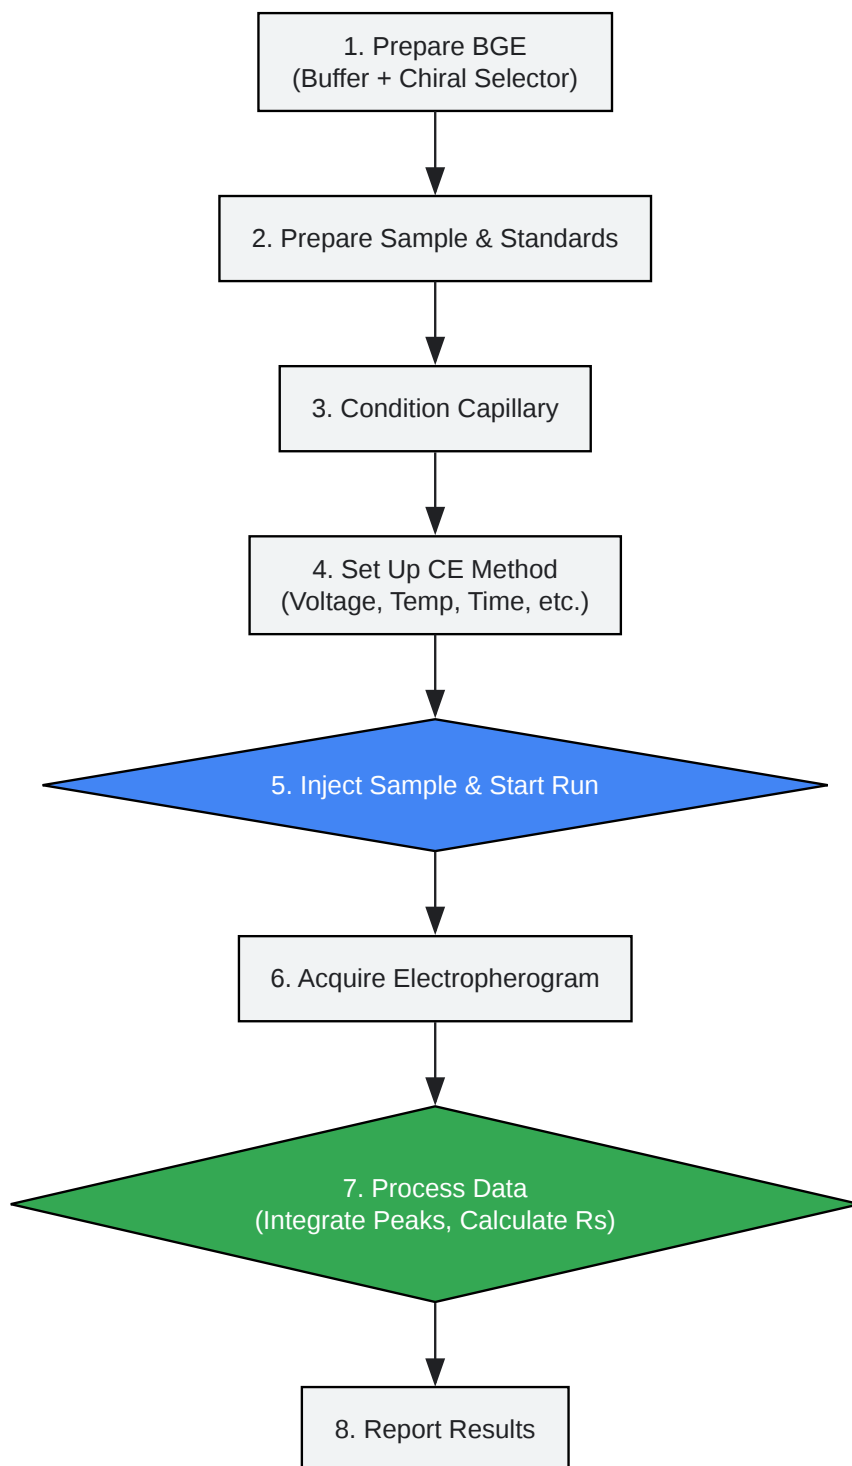 1. Prepare BGE
(Buffer + Chiral Selector)
2. Prepare Sample & Standards
3. Condition Capillary
4. Set Up CE Method
(Voltage, Temp, Time, etc.)
5. Inject Sample & Start Run
6. Acquire Electropherogram
7. Process Data
(Integrate Peaks, Calculate Rs)
8. Report Results